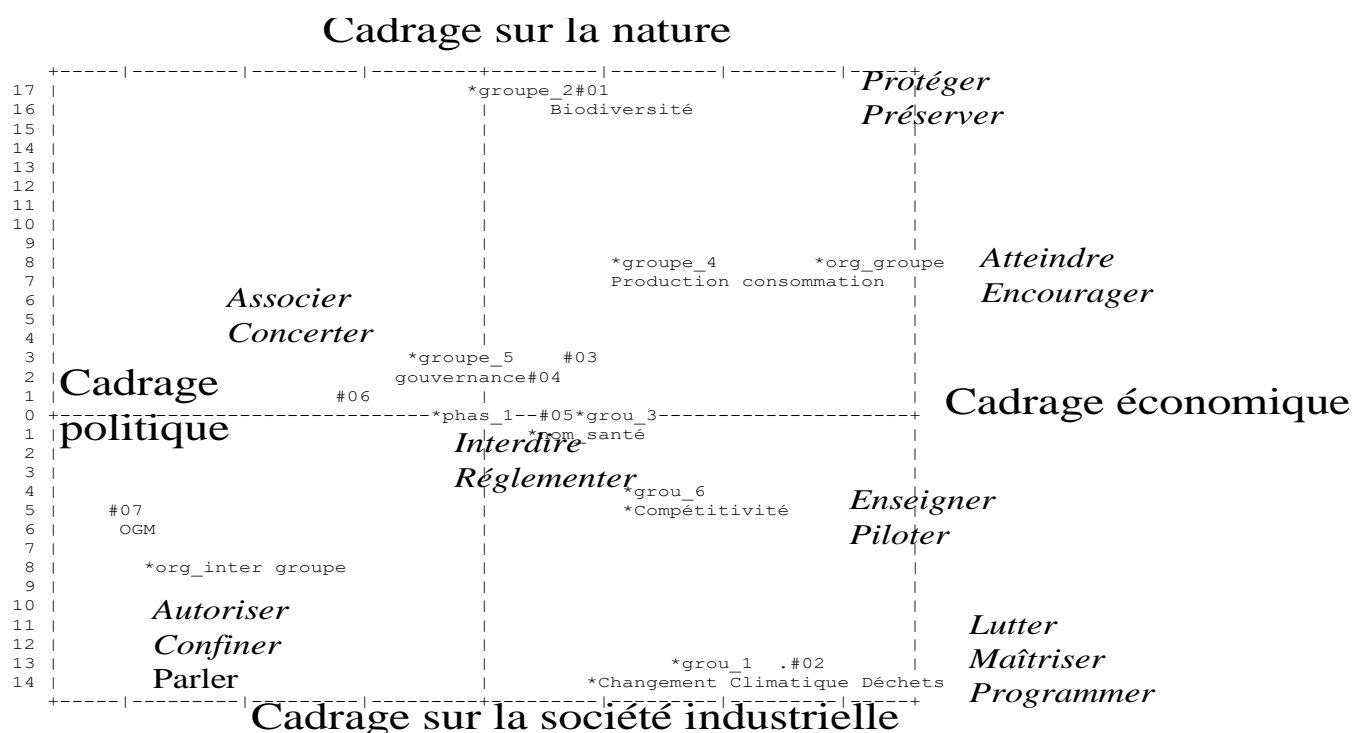 Cadrage sur la nature
+-----|---------|---------|---------+---------|---------|---------|-----+
17 | *groupe_2#01 Protéger
16 | | Biodiversité Préserver
15 | | |
14 | | |
13 | | |
12 | | |
11 | | |
10 | | |
9 | | |
8 | | *groupe_4 *org_groupe Atteindre
7 | | Production consommation |
6 | Associer | | Encourager
5 | | |
4 | Concerter | |
3 | *groupe_5 #03 |
2 | gouvernance#04 |
Cadrage
1 | #06 | | Cadrage économique
0 +--------------------------------*phas_1--#05*grou_3---------------------+
politique
1 | *nom_santé |
2 | Interdire |
3 | | |
Réglementer
4 | | *grou_6 | Enseigner
5 | #07 | *Compétitivité |
6 | OGM | | Piloter
7 | | |
8 | *org_inter groupe | |
9 | | |
10 | Autoriser | |
11 | | | Lutter
12 | Confiner | |
13 | | *grou_1 .#02 | Maîtriser
14 | Parler | *Changement Climatique Déchets
+-----|---------|---------|---------+---------|---------|---------|-----+ Programmer
Cadrage sur la société industrielle